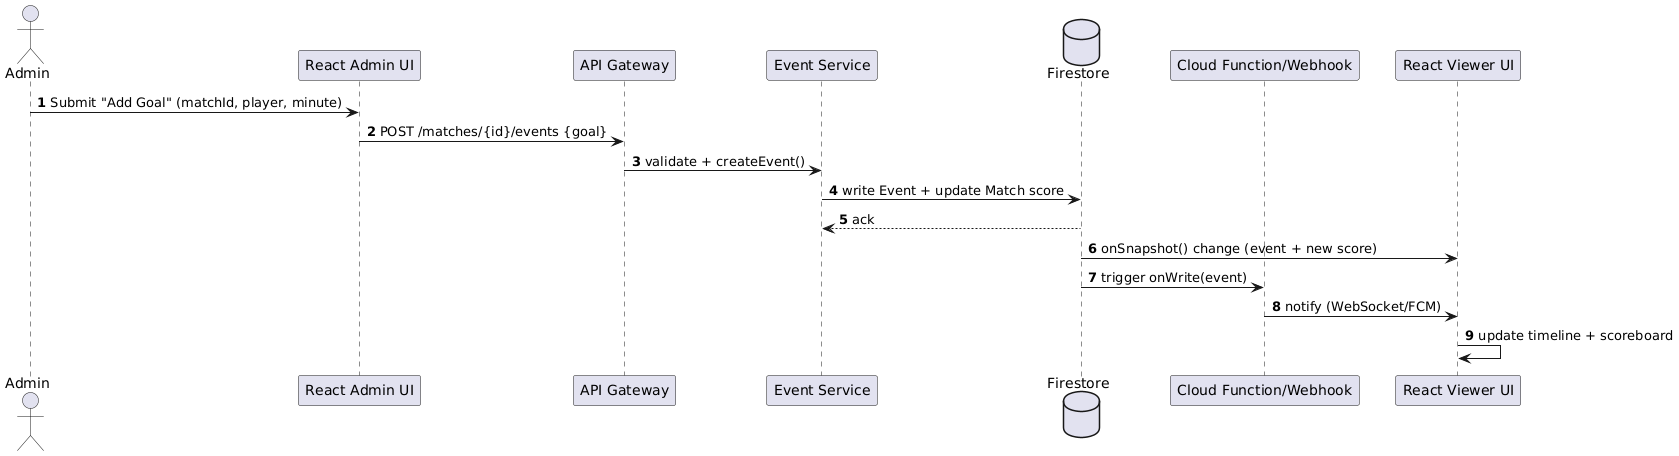 Admin
React Admin UI
API Gateway
Event Service
Firestore
Cloud Function/Webhook
React Viewer UI
1 Submit "Add Goal" (matchId, player, minute)
2 POST /matches/{id}/events {goal}
3 validate + createEvent()
4 write Event + update Match score
5 ack
6 onSnapshot() change (event + new score)
7 trigger onWrite(event)
8 notify (WebSocket/FCM)
9 update timeline + scoreboard
Admin
React Admin UI
API Gateway
Event Service
Firestore
Cloud Function/Webhook
React Viewer UI